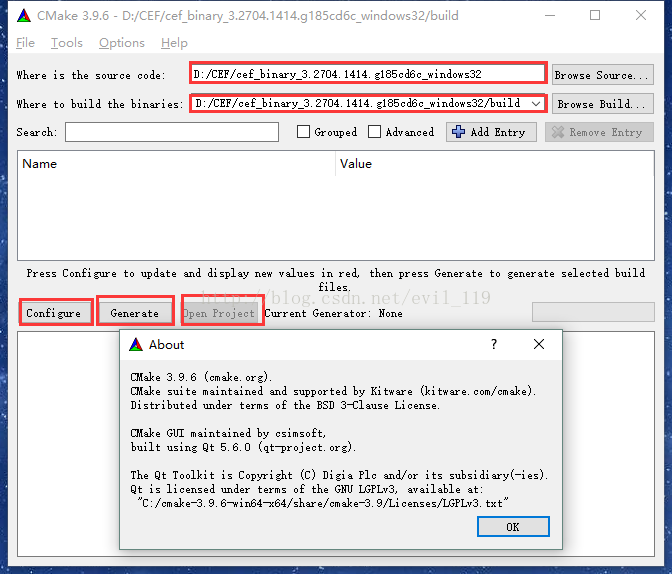 CMake 3.9.6 - D:/CEF/cef_binary_3.2704.1414.g185cd6c_windows32/build
File Tools Options Help
Where is the source code: D:/CEF/cef_binary_3.2704.1414.g185cd6c_windows32 Browse Source...
Where to build the binaries: D:/CEF/cef_binary_3.2704.1414.g185cd6c_windows32/build Browse Build...
Search: Grouped Advanced Add Entry Remove Entry
Name Value
Press Configure to update and display new values in red, then press Generate to generate selected build
files.
http://blog.csdn.net/evil_119
Configure Generate Open Project Current Generator: None
About ?
CMake 3.9.6 (cmake.org).
CMake suite maintained and supported by Kitware (kitware.com/cmake).
Distributed under terms of the BSD 3-Clause License.
CMake GUI maintained by csimsoft,
built using Qt 5.6.0 (qt-project.org).
The Qt Toolkit is Copyright (C) Digia Plc and/or its subsidiary(-ies).
Qt is licensed under terms of the GNU LGPLv3, available at:
"C:/cmake-3.9.6-win64-x64/share/cmake-3.9/Licenses/LGPLv3.txt"
OK